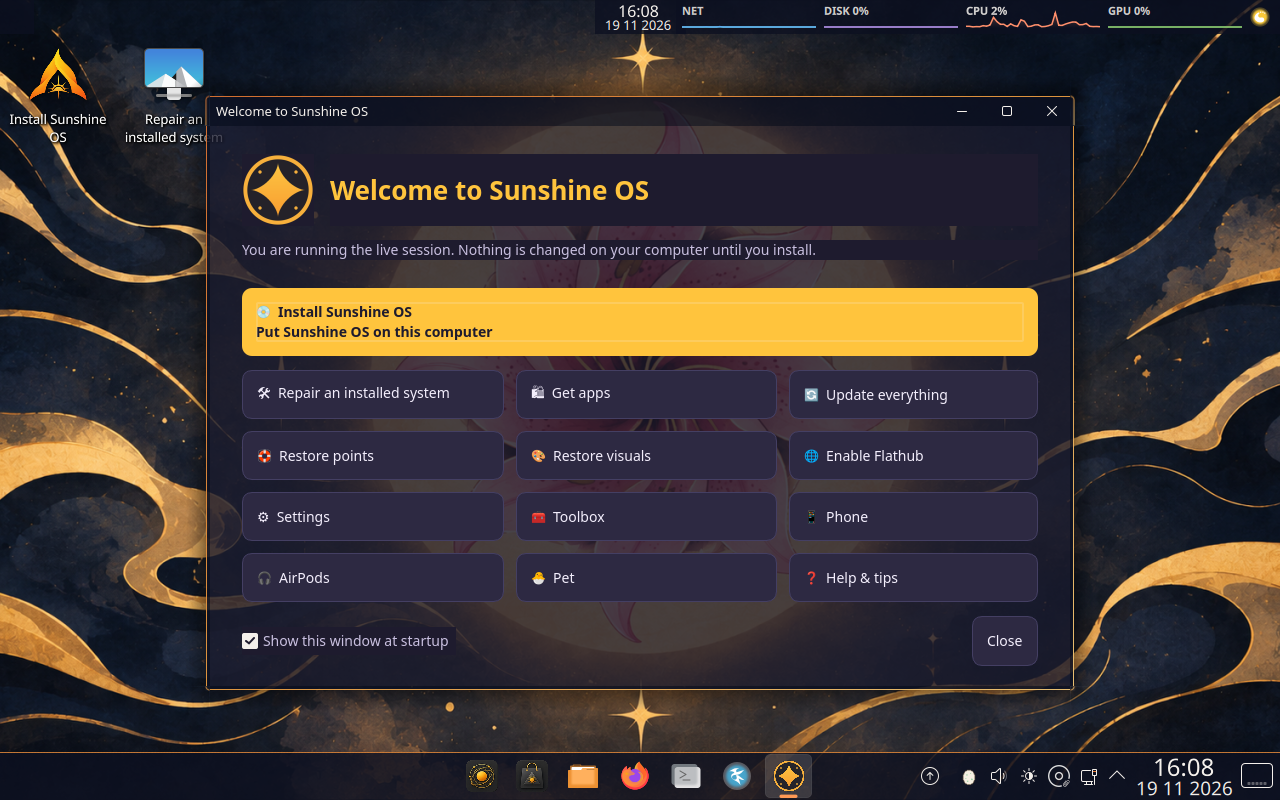 16:08
19 11 2026
NET
DISK 0%
CPU 2%
GPU 0%
Install Sunshine
OS
Repair an
installed system
Welcome to Sunshine OS
Welcome to Sunshine OS
You are running the live session. Nothing is changed on your computer until you install.
Install Sunshine OS
Put Sunshine OS on this computer
Repair an installed system
Get apps
Update everything
Restore points
Restore visuals
Enable Flathub
Settings
Toolbox
Phone
AirPods
Pet
Help & tips
Show this window at startup
Close
16:08
19 11 2026